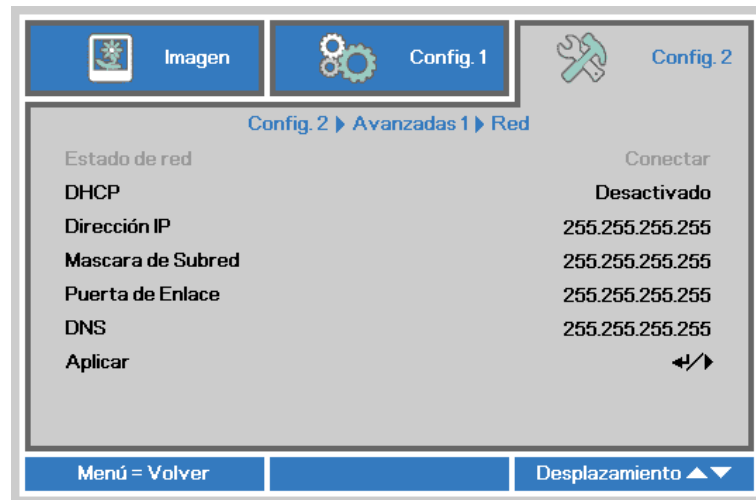 Imagen Config. 1 Config. 2
Config. 2 Avanzadas 1 Red
Estado de red Conectar
DHCP Desactivado
Dirección IP 255.255.255.255
Mascara de Subred 255.255.255.255
Puerta de Enlace 255.255.255.255
DNS 255.255.255.255
Aplicar
Menú = Volver Desplazamiento